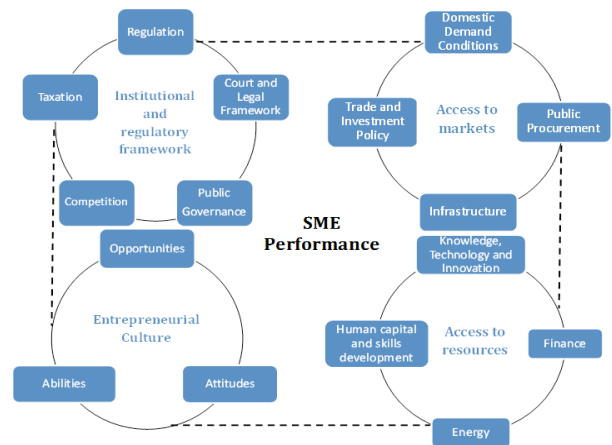 Regulation
Taxation
Institutional
and
regulatory
framework
Court and
Legal
Framework
Competition
Public
Governance
Domestic
Demand
Conditions
Trade and
Investment
Policy
Access to
markets
Public
Procurement
Infrastructure
SME
Performance
Opportunities
Entrepreneurial
Culture
Abilities
Attitudes
Knowledge,
Technology and
Innovation
Human capital
and skills
development
Access to
resources
Finance
Energy